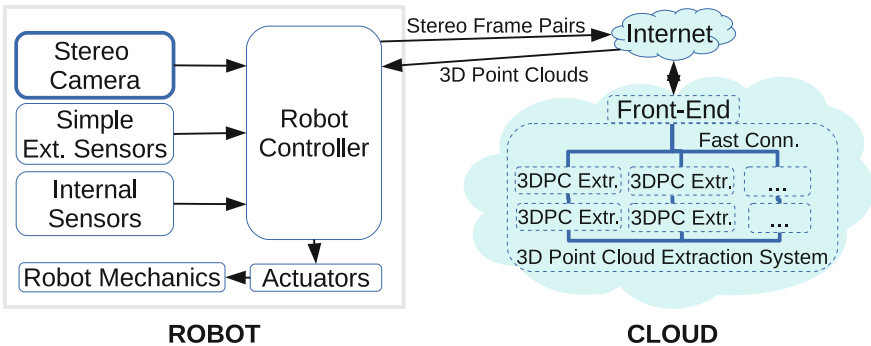 Stereo
Camera
Simple
Ext. Sensors
Internal
Sensors
Robot
Controller
Robot Mechanics
Actuators
ROBOT
Stereo Frame Pairs
3D Point Clouds
Internet
Front-End
Fast Conn.
3DPC Extr.
3DPC Extr.
...
3DPC Extr.
3DPC Extr.
...
3D Point Cloud Extraction System
CLOUD